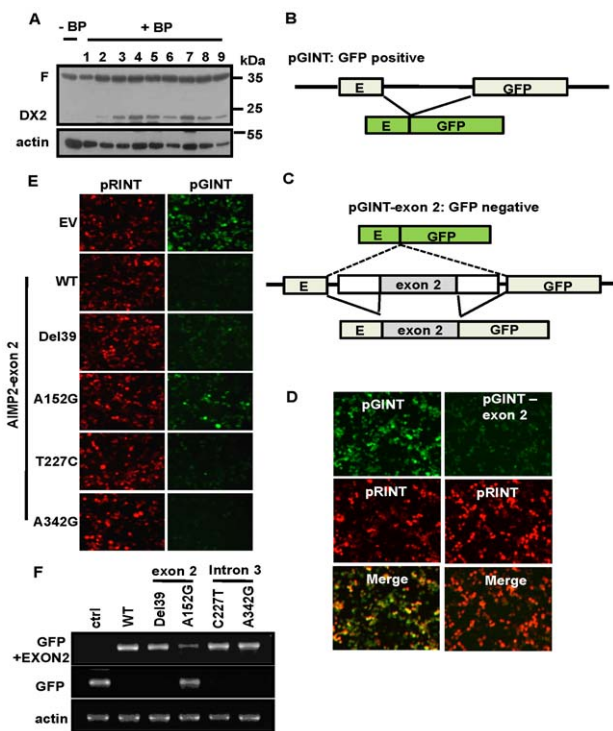 A
- BP
+ BP
1 2 3 4 5 6 7 8 9
kDa
F
35
25
DX2
55
actin
B
pGINT: GFP positive
E
GFP
E
GFP
C
pGINT-exon 2: GFP negative
E
GFP
E
exon 2
GFP
E
exon 2
GFP
D
pGINT
pGINT –
exon 2
pRINT
pRINT
Merge
Merge
E
pRINT
pGINT
EV
AIMP2-exon 2
WT
Del39
A152G
T227C
A342G
F
exon 2
Intron 3
ctrl
WT
Del39
A152G
C227T
A342G
GFP
+EXON2
GFP
actin